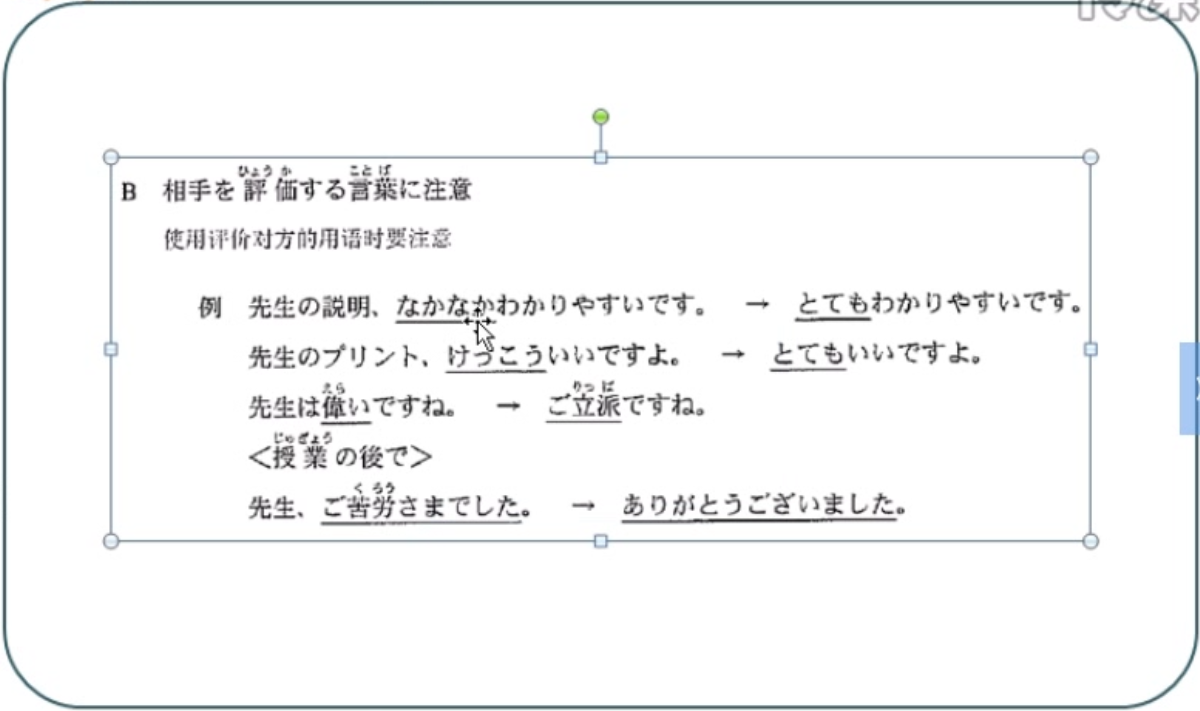 B 相手を評価する言葉に注意
使用评价对方的用语时要注意
例 先生の説明、なかなかわかりやすいです。 → とてもわかりやすいです。
先生のプリント、けっこういいですよ。 → とてもいいですよ。
先生は偉いですね。 → ご立派ですね。
＜授業の後で＞
先生、ご苦労さまでした。 → ありがとうございました。